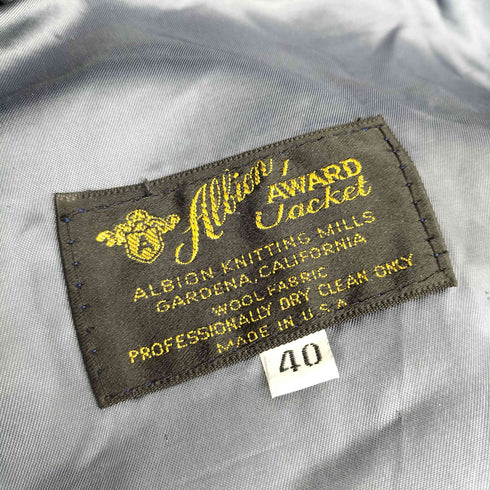 Albion
AWARD
Jacket
ALBION KNITTING MILLS
GARDENA, CALIFORNIA
WOOL FABRIC
PROFESSIONALLY DRY CLEAN ONLY
MADE IN U.S.A
40